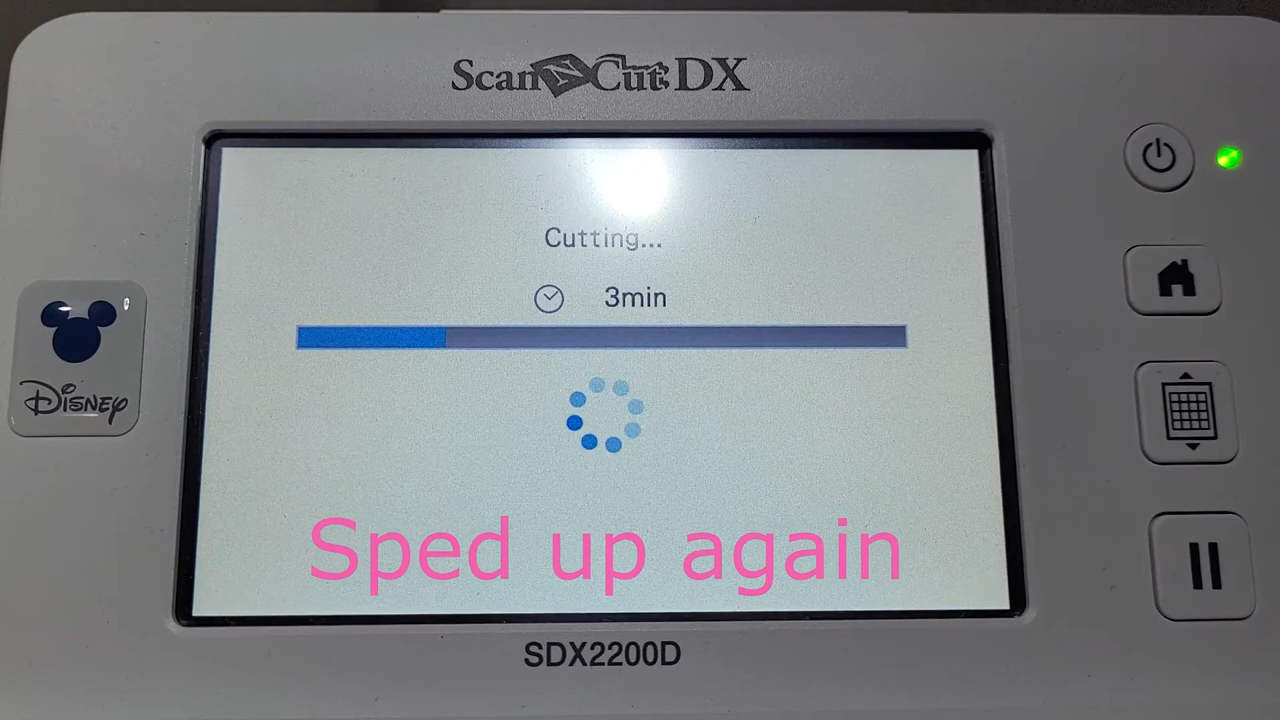 ScanNCut DX
Cutting...
3min
Disney
Sped up again
SDX2200D